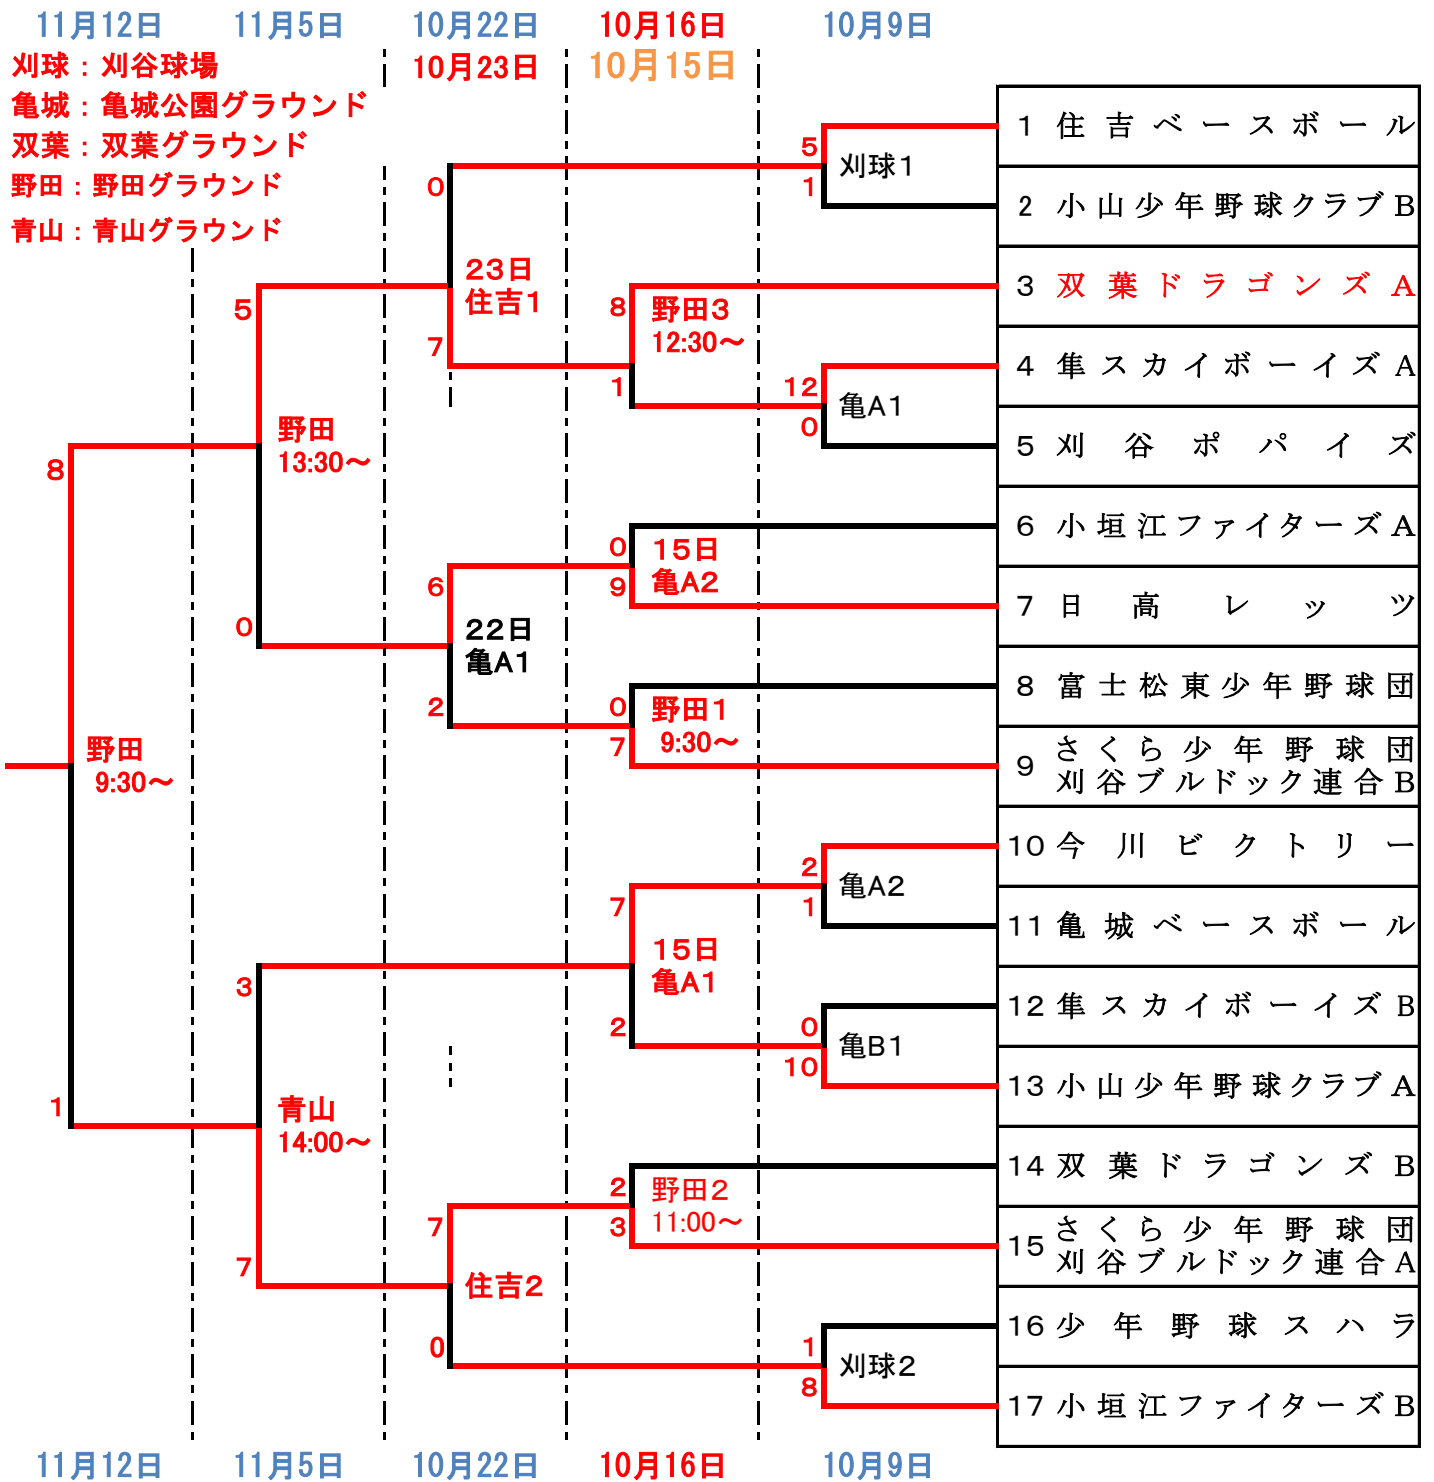 11月12日 11月5日 10月22日 10月16日 10月9日
10月23日 10月15日
刈球：刈谷球場
亀城：亀城公園グラウンド
双葉：双葉グラウンド
野田：野田グラウンド
青山：青山グラウンド
1 住吉ベースボール
2 小山少年野球クラブB
3 双葉ドラゴンズA
4 隼スカイボーイズA
5 刈谷ポパイズ
6 小垣江ファイターズA
7 日高レッツ
8 富士松東少年野球団
9 さくら少年野球団
刈谷ブルドック連合B
10 今川ビクトリー
11 亀城ベースボール
12 隼スカイボーイズB
13 小山少年野球クラブA
14 双葉ドラゴンズB
15 さくら少年野球団
刈谷ブルドック連合A
16 少年野球スハラ
17 小垣江ファイターズB
5
刈球1
1
12
亀A1
0
2
亀A2
1
0
亀B1
10
1
刈球2
8
8
野田3
12:30～
1
0
15日
亀A2
9
0
野田1
9:30～
7
7
15日
亀A1
2
2
野田2
11:00～
3
0
23日
住吉1
7
6
22日
亀A1
2
7
住吉2
0
5
野田
13:30～
0
3
青山
14:00～
7
8
野田
9:30～
1
11月12日 11月5日 10月22日 10月16日 10月9日